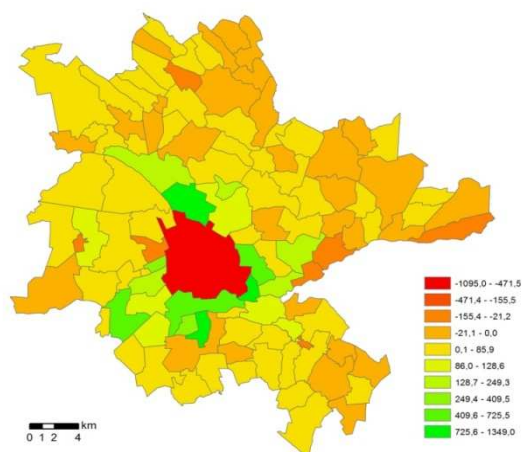 -1095,0 - -471,5
-471,4 - -155,5
-155,4 - -21,2
-21,1 - 0,0
0,1 - 85,9
86,0 - 128,6
128,7 - 249,3
249,4 - 409,5
409,6 - 725,5
725,6 - 1349,0
km
0 1 2 4